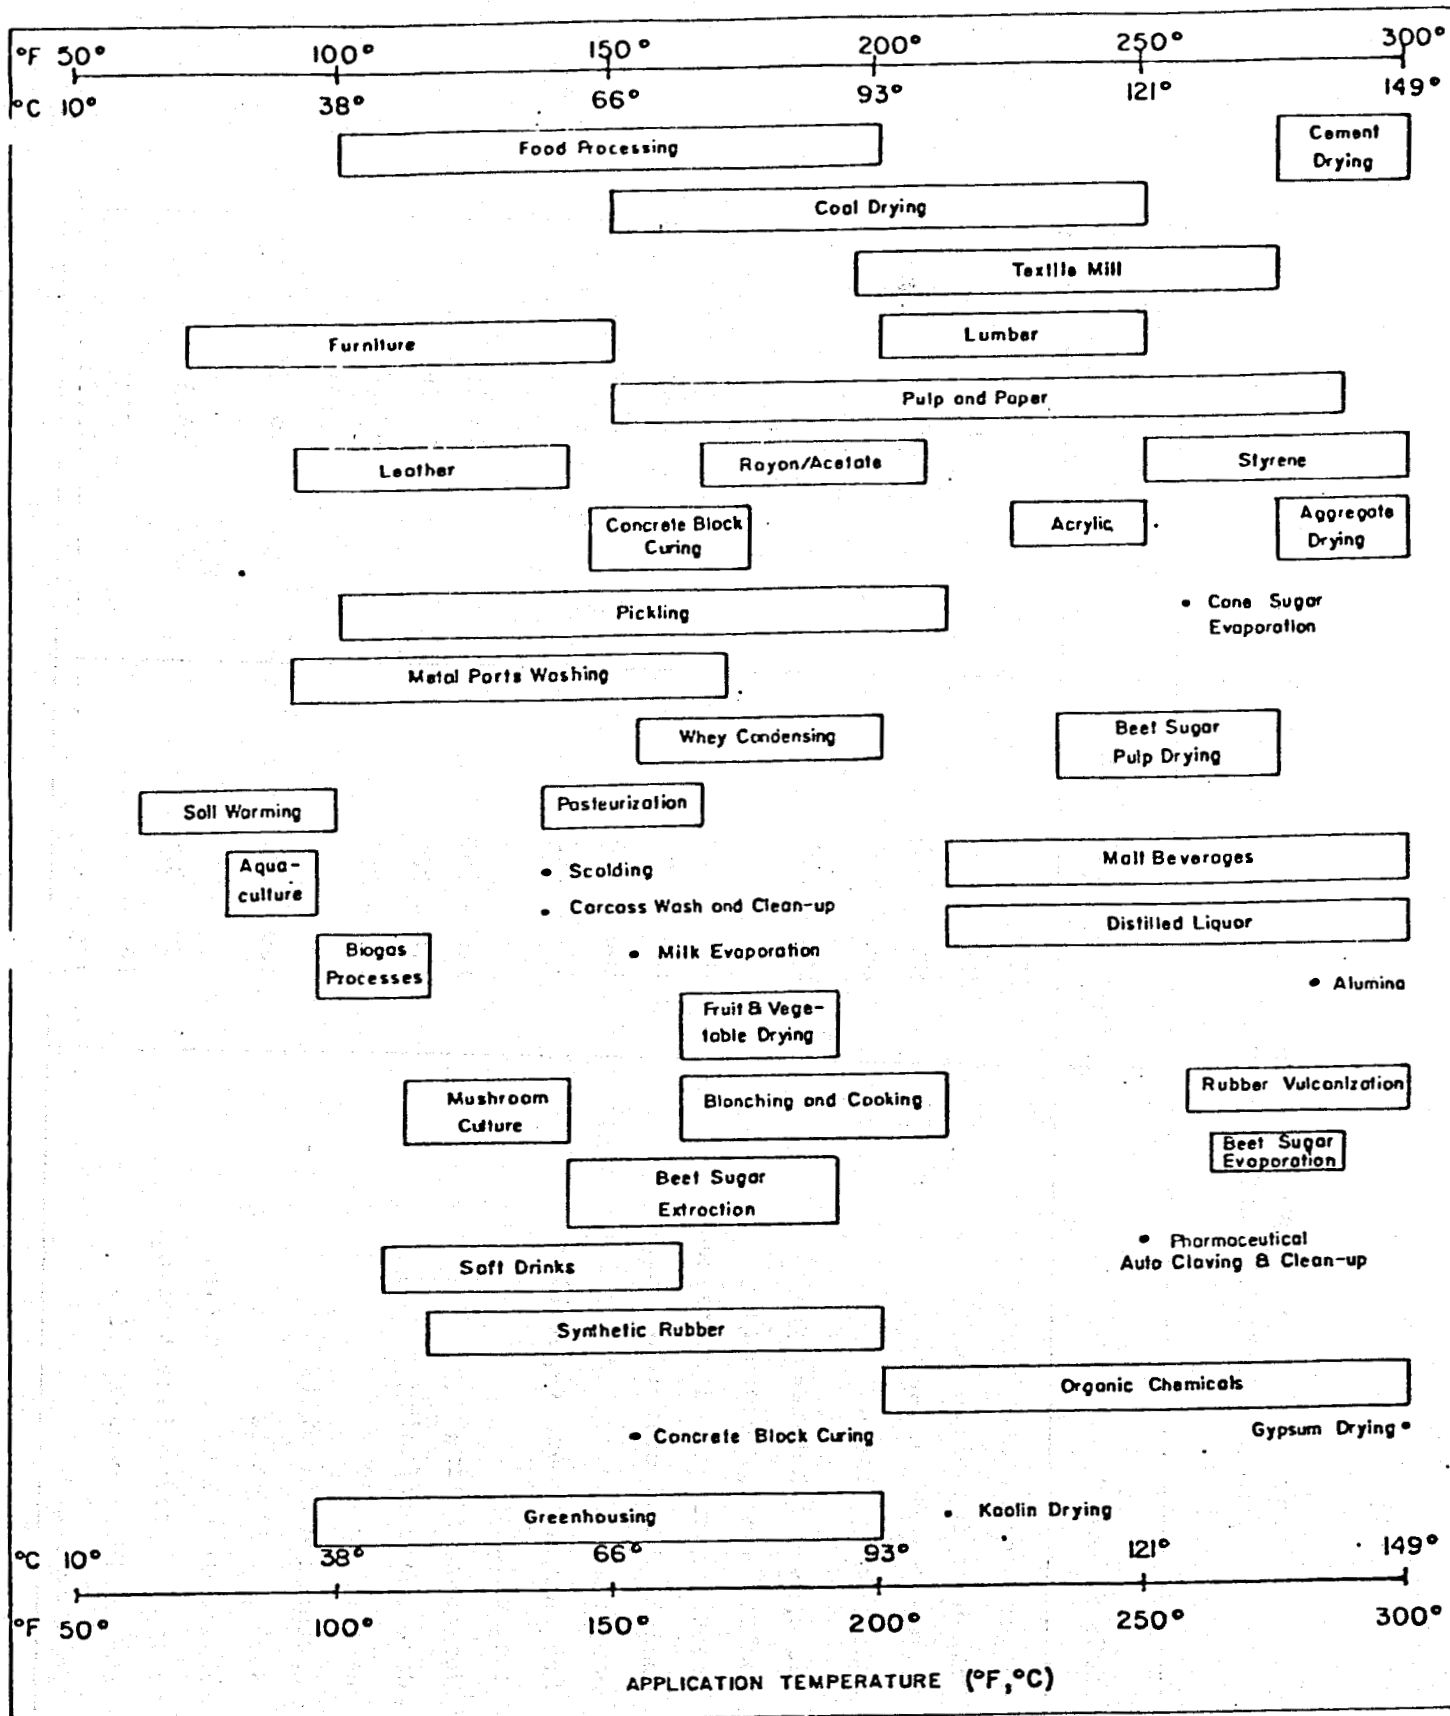 °F 50° 100° 150° 200° 250° 300°
°C 10° 38° 66° 93° 121° 149°
Food Processing
Cement
Drying
Coal Drying
Textile Mill
Furniture
Lumber
Pulp and Paper
Leather
Rayon/Acetate
Styrene
Concrete Block
Curing
Acrylic
Aggregate
Drying
Pickling
• Cane Sugar
Evaporation
Metal Parts Washing
Whey Condensing
Beet Sugar
Pulp Drying
Soil Warming
Pasteurization
Aqua-
culture
• Scalding
Malt Beverages
• Carcass Wash and Clean-up
Distilled Liquor
Biogas
Processes
• Milk Evaporation
• Alumina
Fruit & Vege-
table Drying
Mushroom
Culture
Blanching and Cooking
Rubber Vulcanization
Beet Sugar
Evaporation
Beet Sugar
Extraction
• Pharmaceutical
Auto Claving & Clean-up
Soft Drinks
Synthetic Rubber
Organic Chemicals
• Concrete Block Curing
Gypsum Drying •
Greenhousing
• Kaolin Drying
°C 10° 38° 66° 93° 121° 149°
°F 50° 100° 150° 200° 250° 300°
APPLICATION TEMPERATURE (°F,°C)